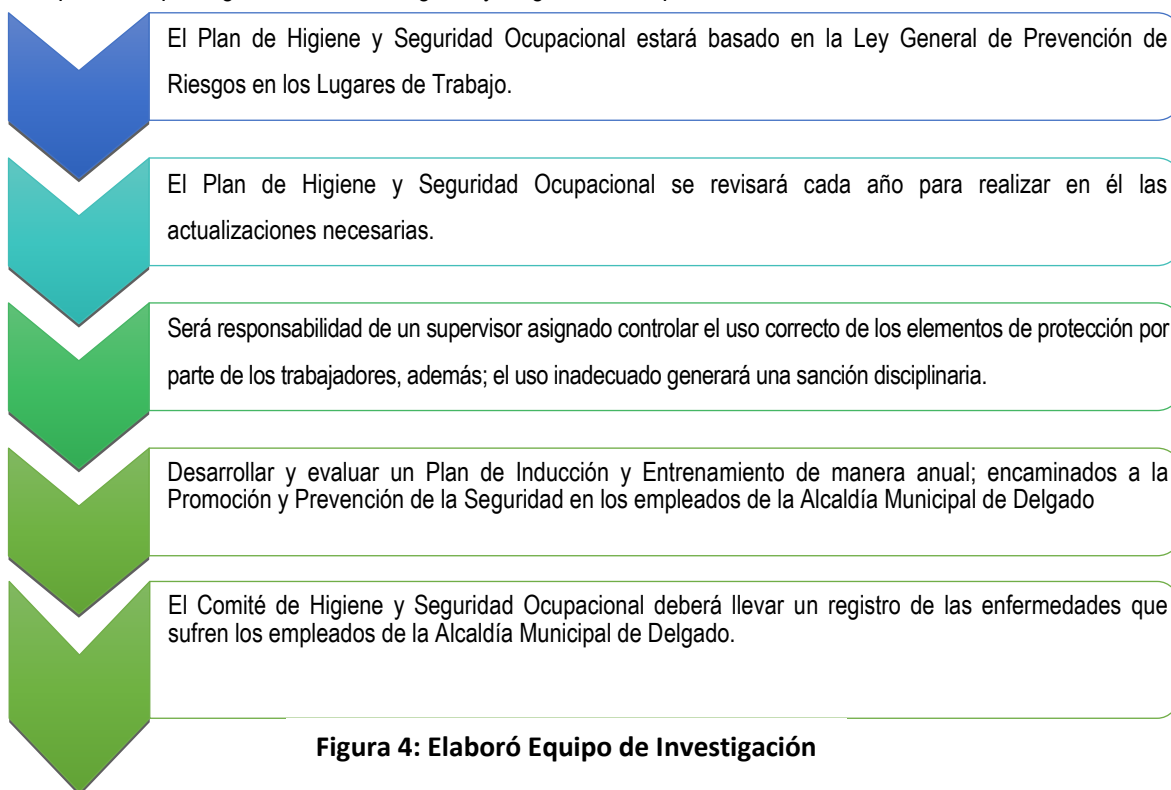 El Plan de Higiene y Seguridad Ocupacional estará basado en la Ley General de Prevención de
Riesgos en los Lugares de Trabajo.
El Plan de Higiene y Seguridad Ocupacional se revisará cada año para realizar en él las
actualizaciones necesarias.
Será responsabilidad de un supervisor asignado controlar el uso correcto de los elementos de protección por
parte de los trabajadores, además; el uso inadecuado generará una sanción disciplinaria.
Desarrollar y evaluar un Plan de Inducción y Entrenamiento de manera anual; encaminados a la
Promoción y Prevención de la Seguridad en los empleados de la Alcaldía Municipal de Delgado
El Comité de Higiene y Seguridad Ocupacional deberá llevar un registro de las enfermedades que
sufren los empleados de la Alcaldía Municipal de Delgado.
Figura 4: Elaboró Equipo de Investigación